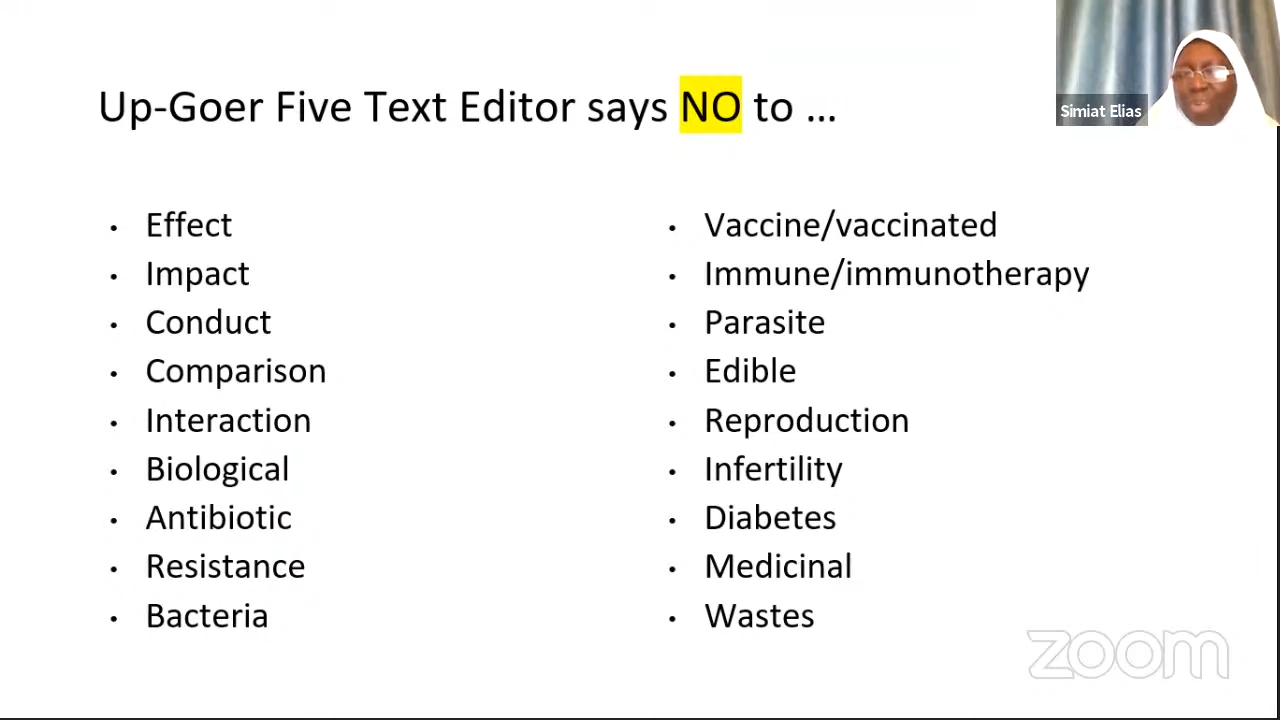 Up-Goer Five Text Editor says NO to ...
Simiat Elias
• Effect
• Impact
• Conduct
• Comparison
• Interaction
• Biological
• Antibiotic
• Resistance
• Bacteria
• Vaccine/vaccinated
• Immune/immunotherapy
• Parasite
• Edible
• Reproduction
• Infertility
• Diabetes
• Medicinal
• Wastes
zoom